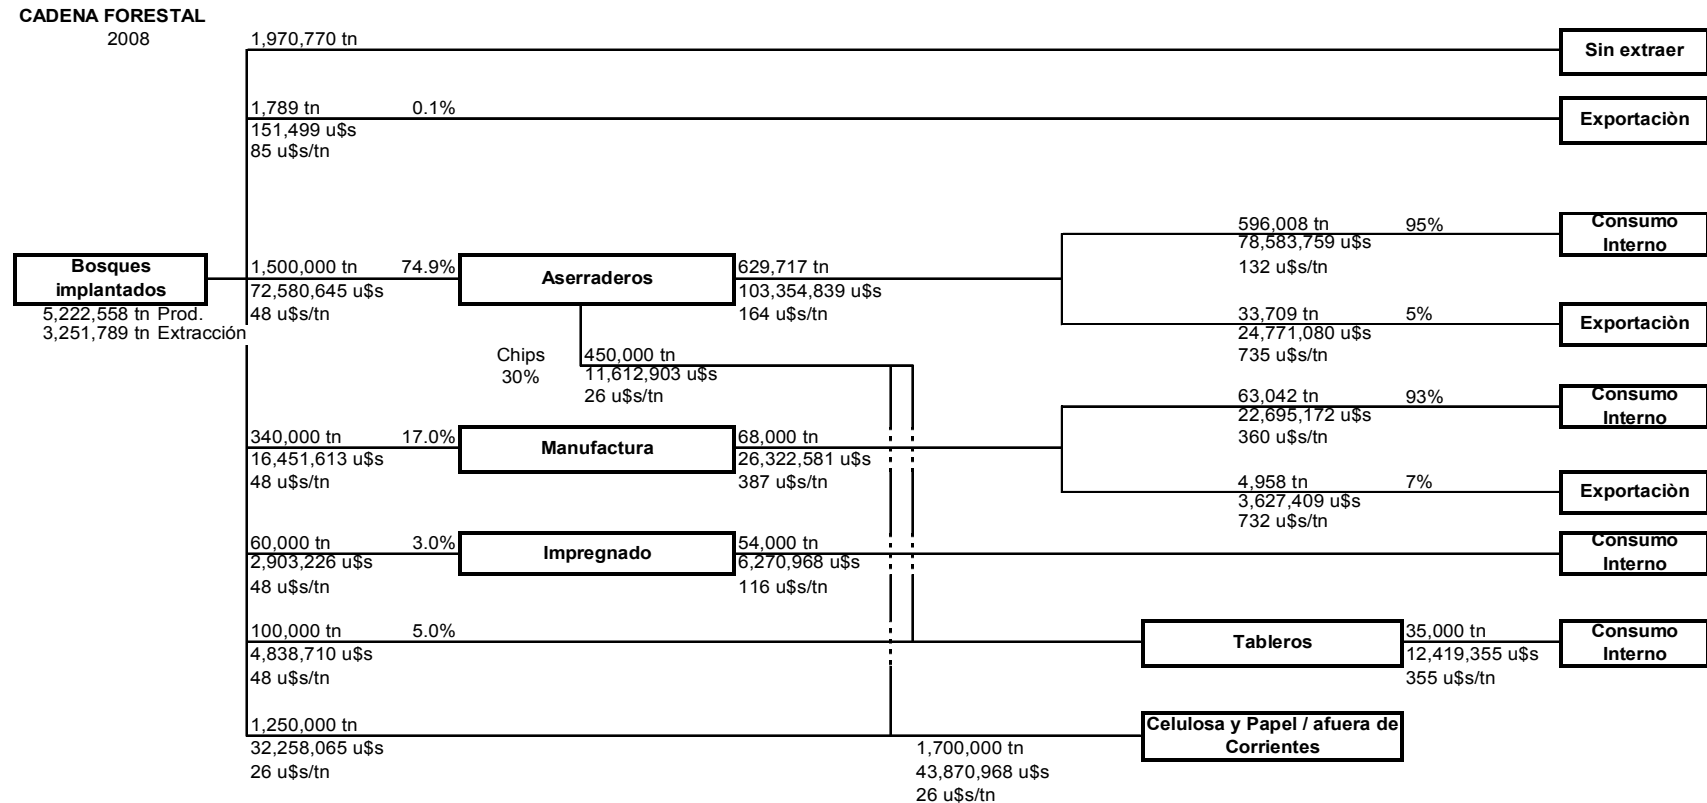 CADENA FORESTAL
2008
1,970,770 tn
Sin extraer
1,789 tn 0.1%
151,499 u$s
85 u$s/tn
Exportaciòn
Bosques
implantados
5,222,558 tn Prod.
3,251,789 tn Extracción
1,500,000 tn 74.9%
72,580,645 u$s
48 u$s/tn
Aserraderos
629,717 tn
103,354,839 u$s
164 u$s/tn
596,008 tn 95%
78,583,759 u$s
132 u$s/tn
Consumo
Interno
33,709 tn 5%
24,771,080 u$s
735 u$s/tn
Exportaciòn
Chips
30%
450,000 tn
11,612,903 u$s
26 u$s/tn
340,000 tn 17.0%
16,451,613 u$s
48 u$s/tn
Manufactura
68,000 tn
26,322,581 u$s
387 u$s/tn
63,042 tn 93%
22,695,172 u$s
360 u$s/tn
Consumo
Interno
4,958 tn 7%
3,627,409 u$s
732 u$s/tn
Exportaciòn
60,000 tn 3.0%
2,903,226 u$s
48 u$s/tn
Impregnado
54,000 tn
6,270,968 u$s
116 u$s/tn
Consumo
Interno
100,000 tn 5.0%
4,838,710 u$s
48 u$s/tn
Tableros
35,000 tn
12,419,355 u$s
355 u$s/tn
Consumo
Interno
1,250,000 tn
32,258,065 u$s
26 u$s/tn
1,700,000 tn
43,870,968 u$s
26 u$s/tn
Celulosa y Papel / afuera de
Corrientes